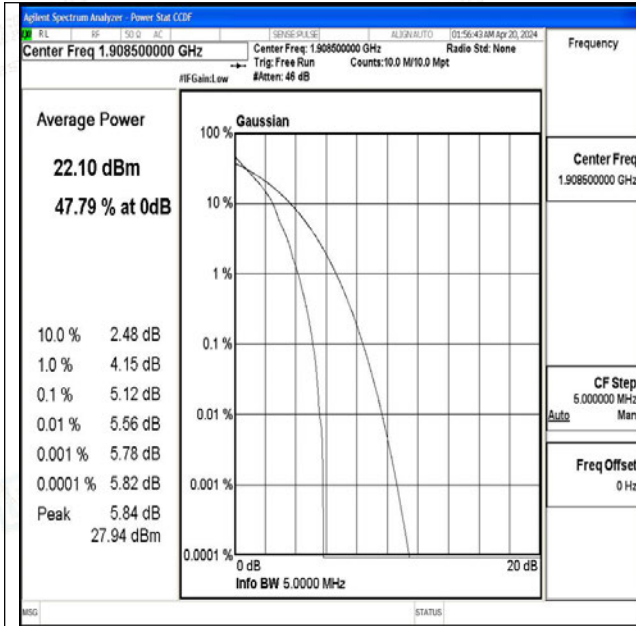 Agilent Spectrum Analyzer - Power Stat CCDF
RL RF 50 Ω AC SENSE:PULSE ALIGNAUTO 01:56:43 AM Apr 20, 2024
Center Freq 1.908500000 GHz
Center Freq: 1.908500000 GHz Radio Std: None
Trig: Free Run Counts:10.0 M/10.0 Mpt
#IFGain:Low #Atten: 46 dB
Frequency
Average Power
22.10 dBm
47.79 % at 0dB
10.0 % 2.48 dB
1.0 % 4.15 dB
0.1 % 5.12 dB
0.01 % 5.56 dB
0.001 % 5.78 dB
0.0001 % 5.82 dB
Peak 5.84 dB
27.94 dBm
Gaussian
100 %
10 %
1 %
0.1 %
0.01 %
0.001 %
0.0001 %
0 dB 20 dB
Info BW 5.0000 MHz
Center Freq
1.908500000 GHz
CF Step
5.000000 MHz
Auto Man
Freq Offset
0 Hz
MSG STATUS